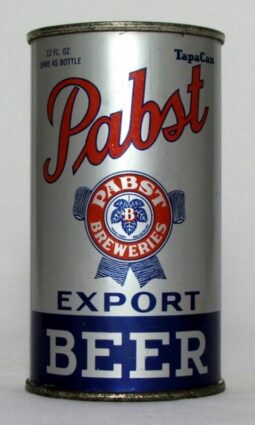 12 FL. OZ.
SAME AS BOTTLE
TapaCan
Pabst
PABST
B
BREWERIES
EXPORT
BEER